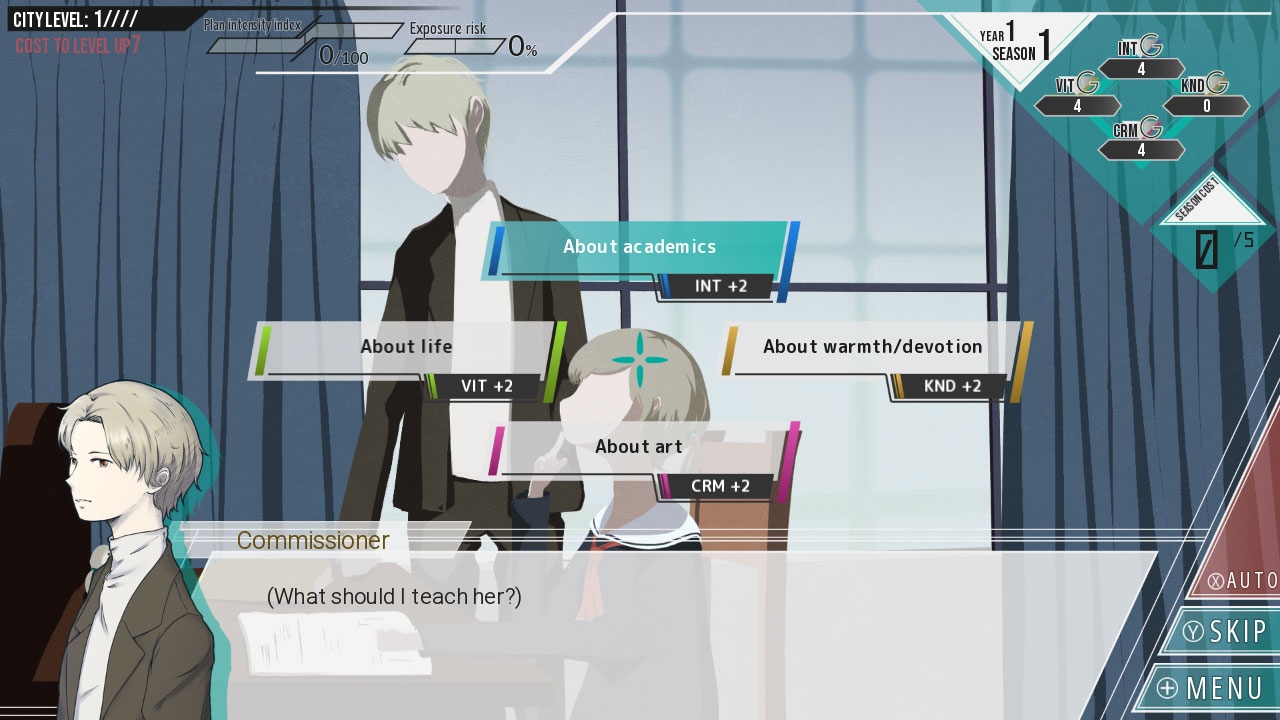 CITY LEVEL: 1////
COST TO LEVEL UP 7
Plan intensity index
0/100
Exposure risk
0%
YEAR 1
SEASON 1
INT G
4
VIT G
4
KND G
0
CRM G
4
SEASON COST
0 /5
About academics
INT +2
About life
VIT +2
About warmth/devotion
KND +2
About art
CRM +2
Commissioner
(What should I teach her?)
Ⓧ AUTO
Ⓨ SKIP
⊕ MENU